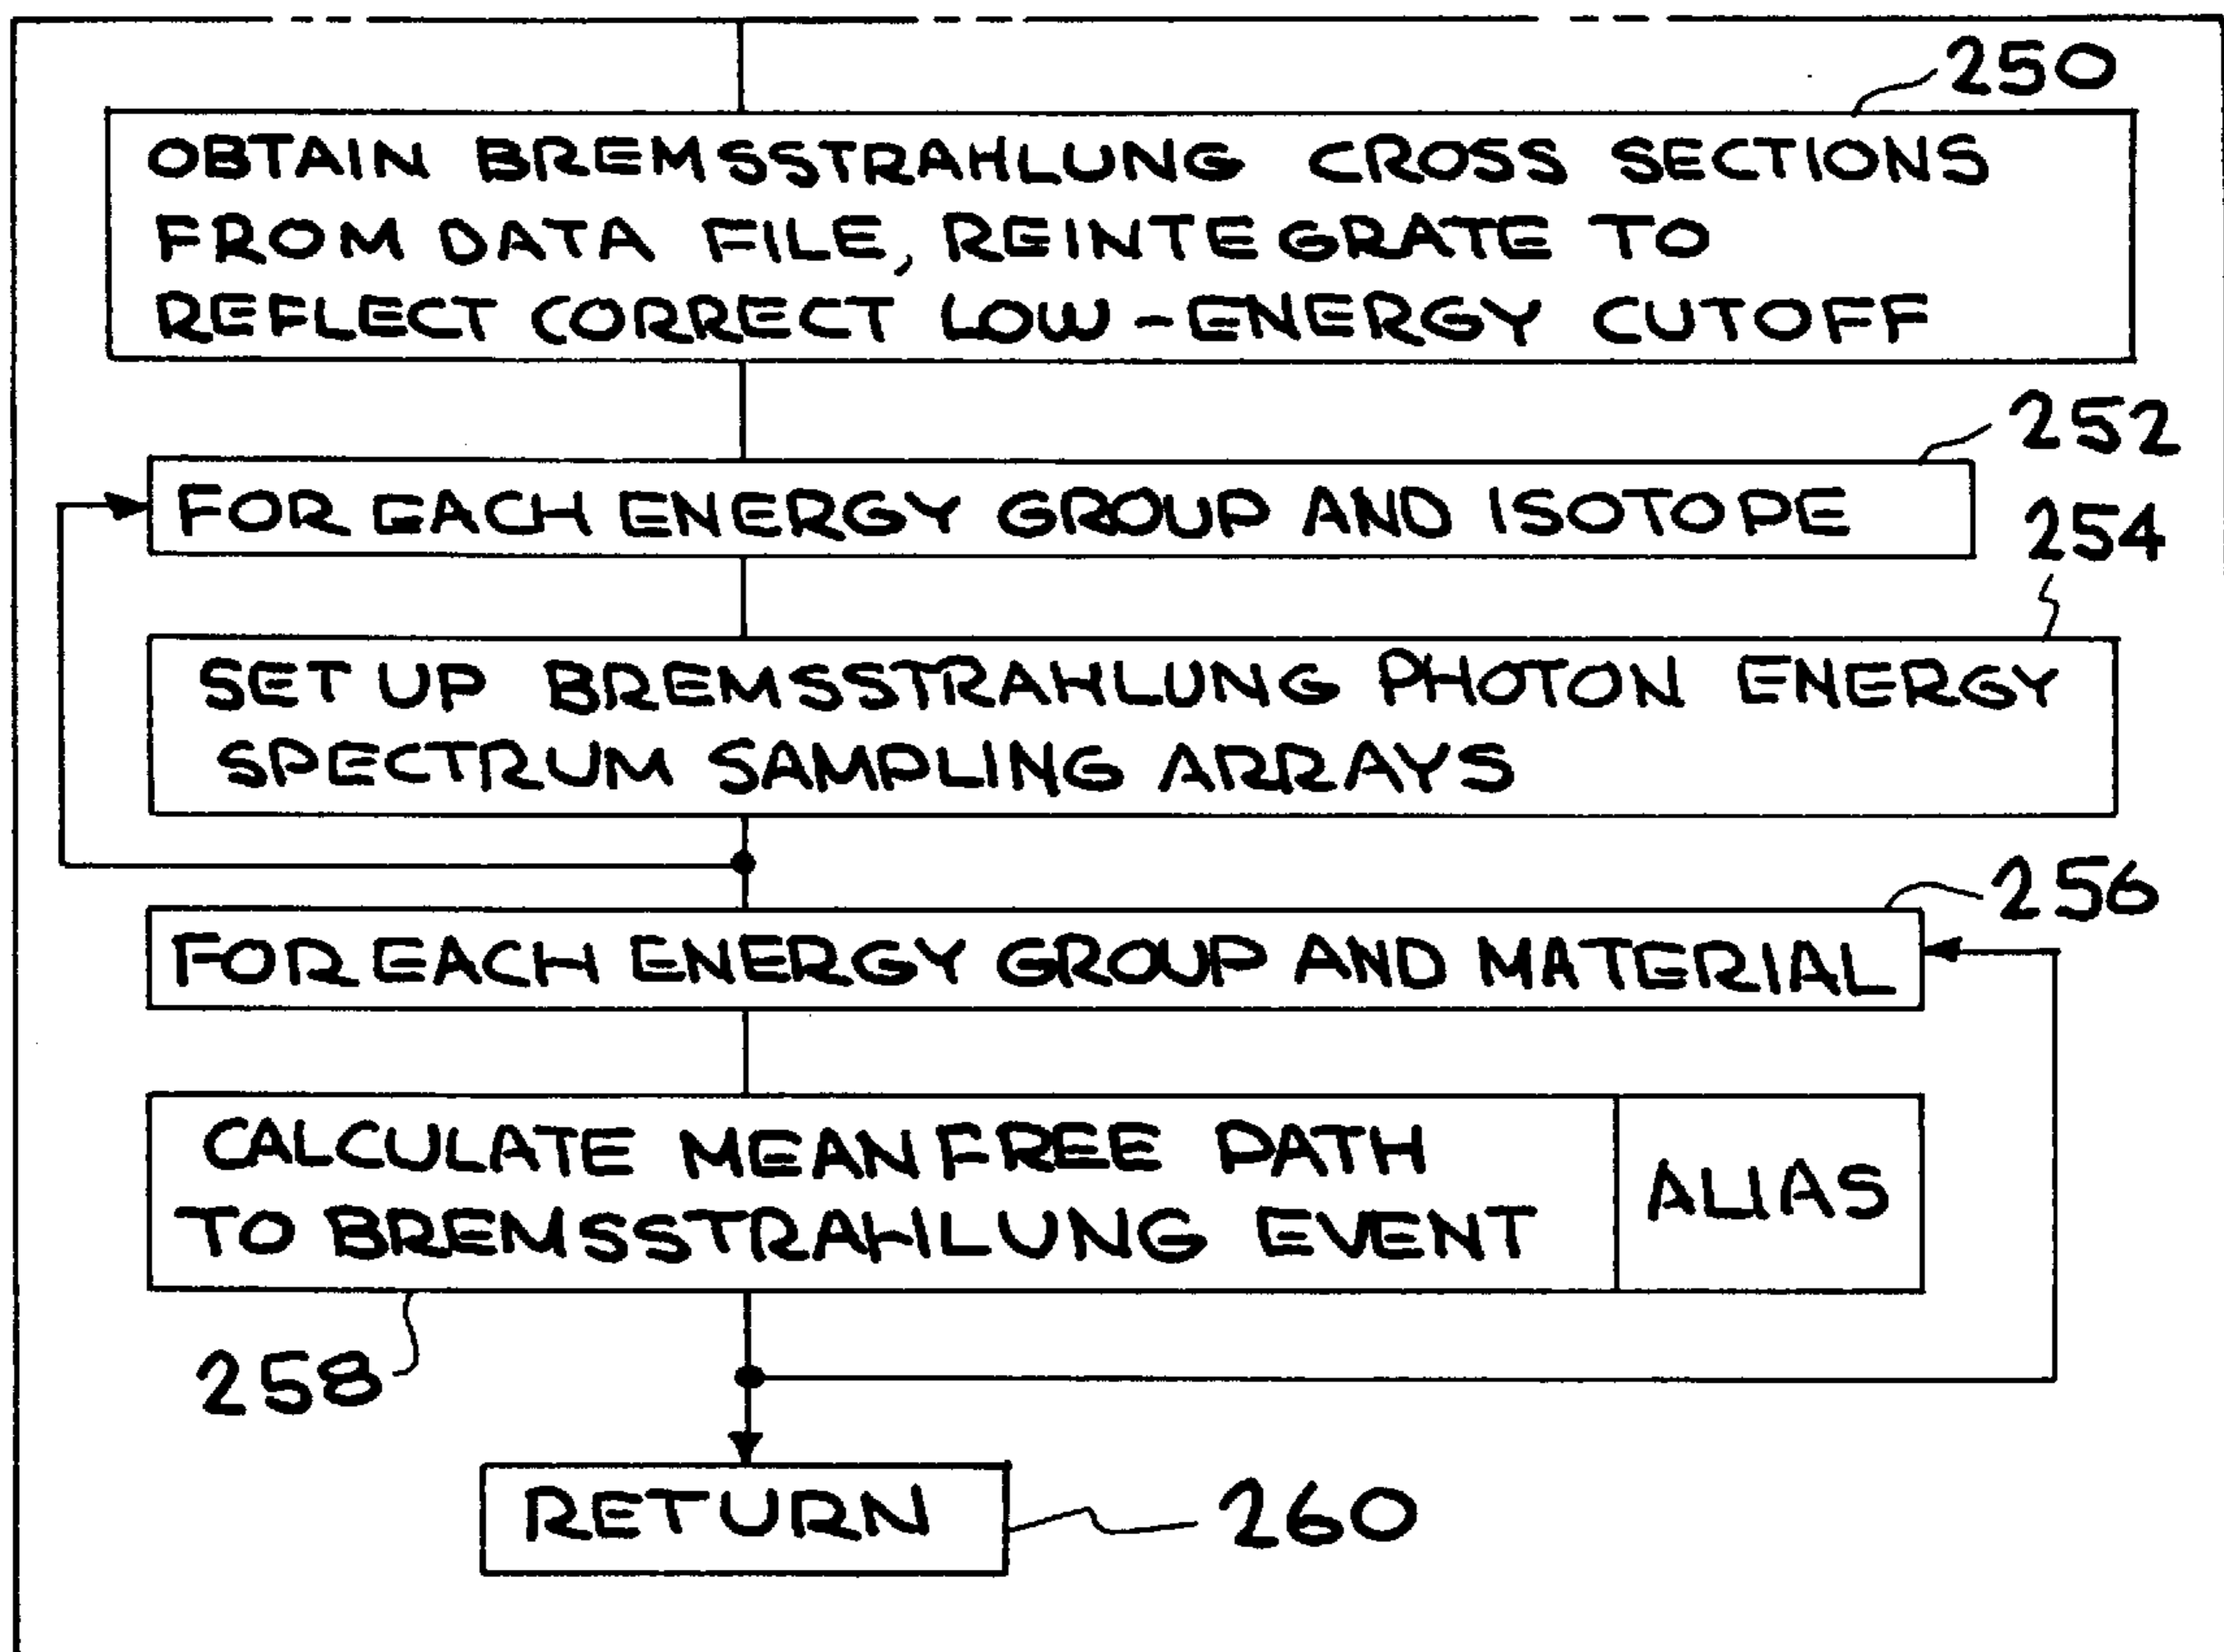 250
OBTAIN BREMSSTRAHLUNG CROSS SECTIONS
FROM DATA FILE, REINTEGRATE TO
REFLECT CORRECT LOW-ENERGY CUTOFF
252
FOR EACH ENERGY GROUP AND ISOTOPE
254
SET UP BREMSSTRAHLUNG PHOTON ENERGY
SPECTRUM SAMPLING ARRAYS
256
FOR EACH ENERGY GROUP AND MATERIAL
CALCULATE MEAN FREE PATH
TO BREMSSTRAHLUNG EVENT
ALIAS
258
RETURN
260